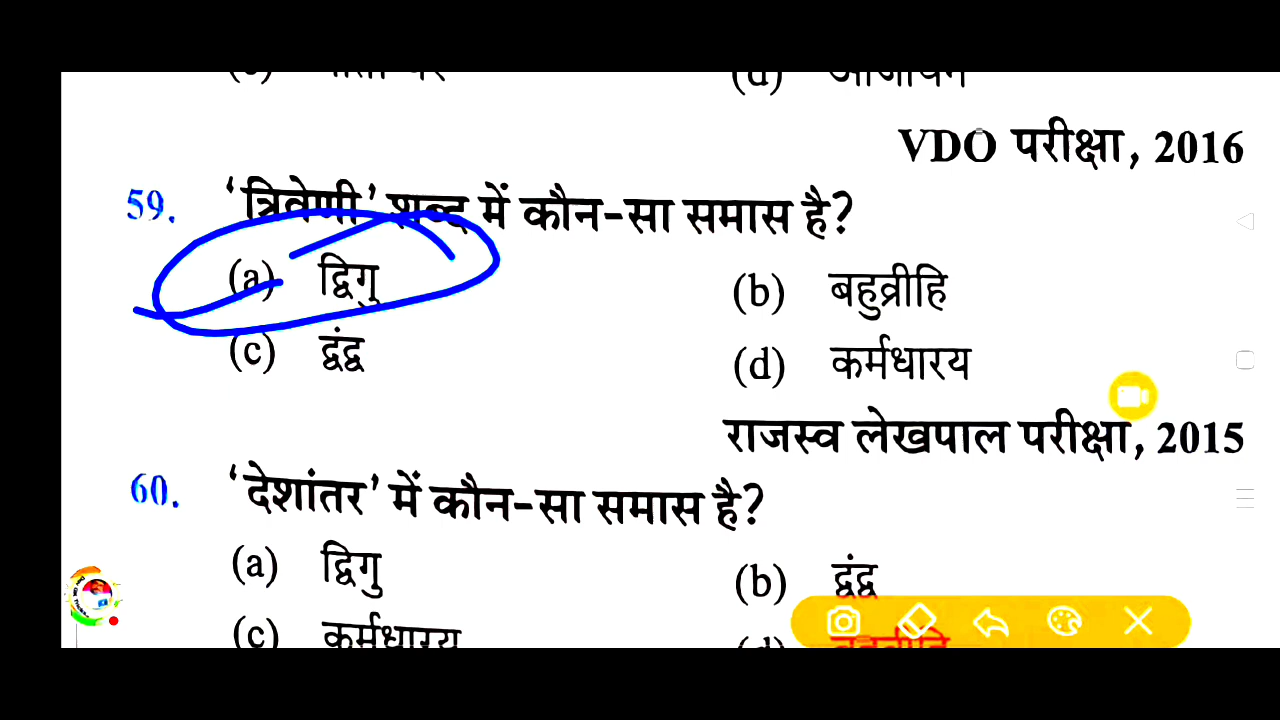 VDO परीक्षा, 2016
59. ‘त्रिवेणी’ शब्द में कौन-सा समास है?
(a) द्विगु (b) बहुव्रीहि
(c) द्वंद्व (d) कर्मधारय
राजस्व लेखपाल परीक्षा, 2015
60. ‘देशांतर’ में कौन-सा समास है?
(a) द्विगु (b) द्वंद्व
(c) कर्मधारय (d) बहुव्रीहि